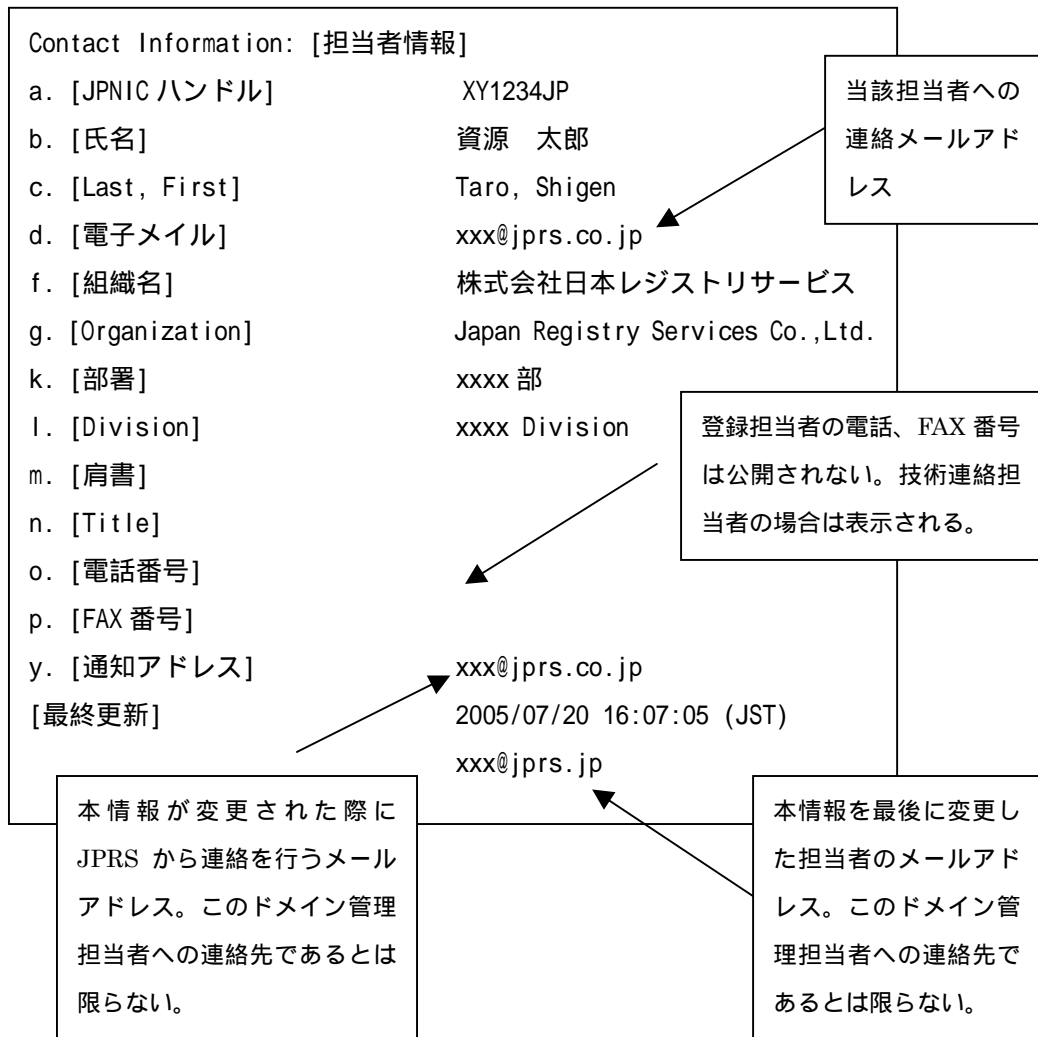 Contact Information: [担当者情報]
a. [JPNIC ハンドル] XY1234JP
b. [氏名] 資源　太郎
c. [Last, First] Taro, Shigen
d. [電子メイル] xxx@jprs.co.jp
f. [組織名] 株式会社日本レジストリサービス
g. [Organization] Japan Registry Services Co.,Ltd.
k. [部署] xxxx 部
l. [Division] xxxx Division
m. [肩書]
n. [Title]
o. [電話番号]
p. [FAX 番号]
y. [通知アドレス] xxx@jprs.co.jp
[最終更新] 2005/07/20 16:07:05 (JST)
xxx@jprs.jp
当該担当者への
連絡メールアド
レス
登録担当者の電話、FAX 番号
は公開されない。技術連絡担
当者の場合は表示される。
本情報が変更された際に
JPRS から連絡を行うメール
アドレス。このドメイン管理
担当者への連絡先であるとは
限らない。
本情報を最後に変更し
た担当者のメールアド
レス。このドメイン管
理担当者への連絡先で
あるとは限らない。